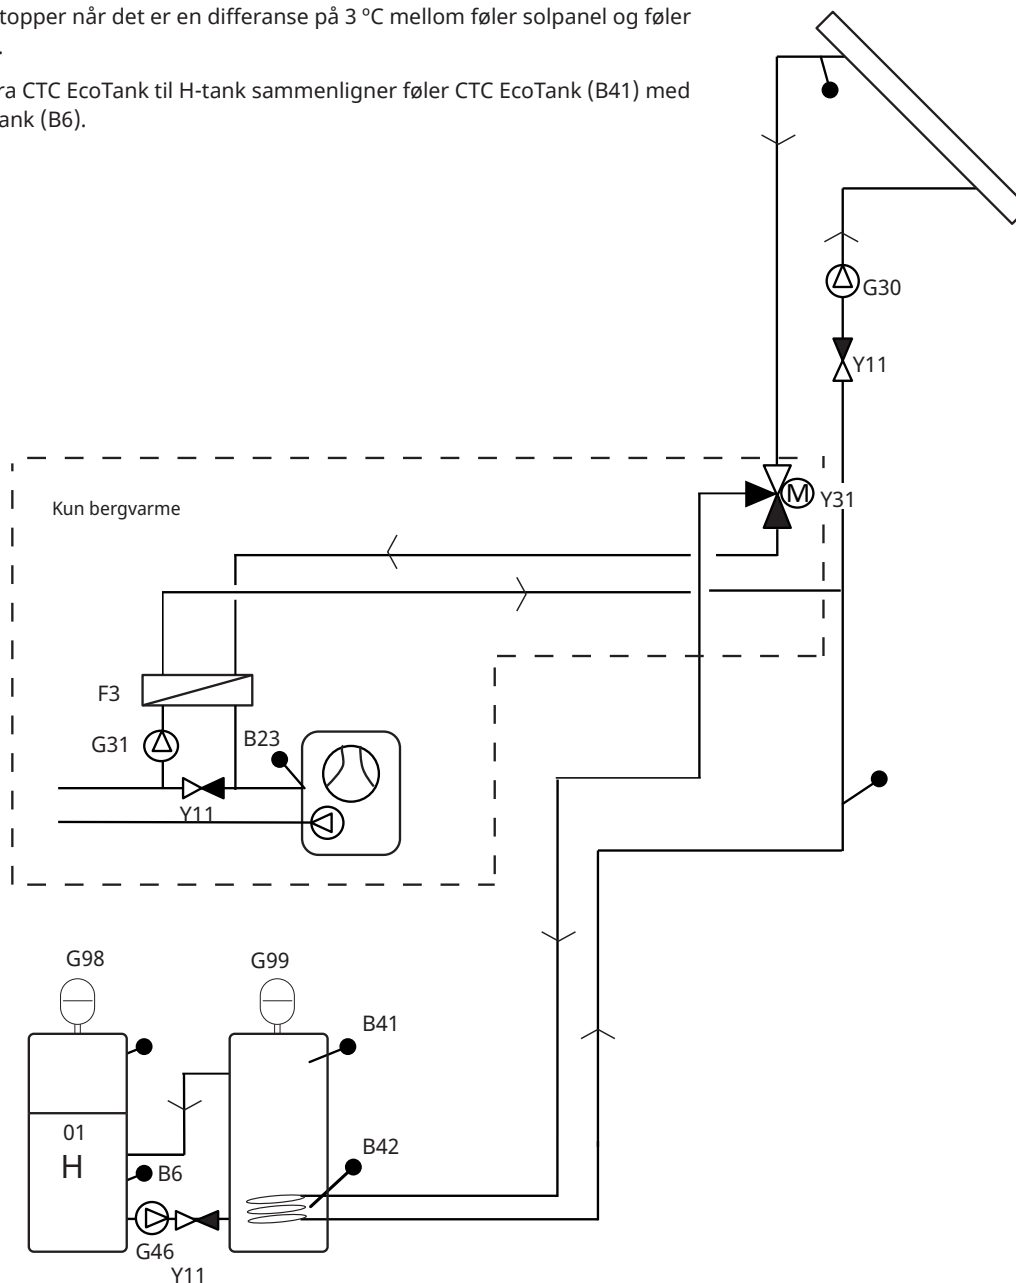 topper når det er en differanse på 3 ºC mellom føler solpanel og føler
.
ra CTC EcoTank til H-tank sammenligner føler CTC EcoTank (B41) med
ank (B6).
G30
Y11
Kun bergvarme
M
Y31
F3
G31
B23
Y11
G98
G99
B41
01
H
B42
B6
G46
Y11